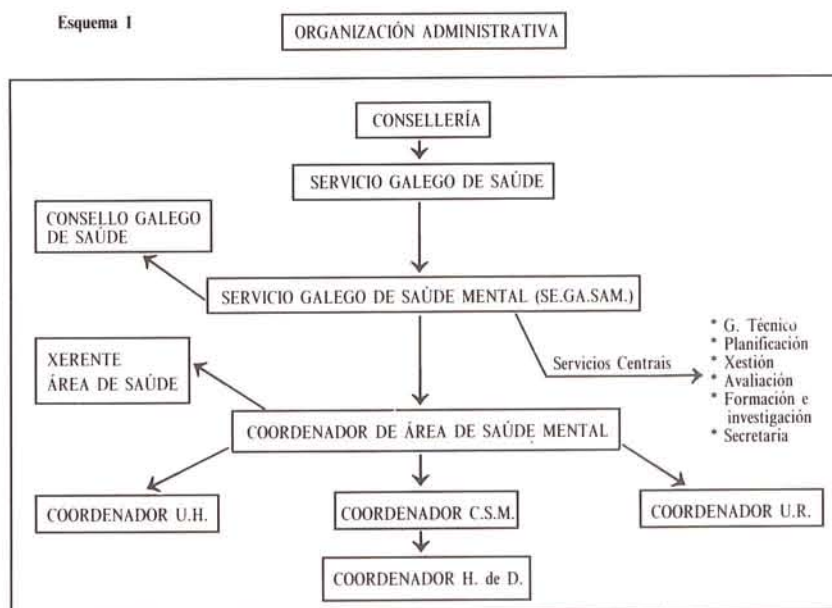 Esquema I
ORGANIZACIÓN ADMINISTRATIVA
CONSELLERÍA
SERVICIO GALEGO DE SAÚDE
CONSELLO GALEGO
DE SAÚDE
SERVICIO GALEGO DE SAÚDE MENTAL (SE.GA.SAM.)
XERENTE
ÁREA DE SAÚDE
Servicios Centrais
* G. Técnico
* Planificación
* Xestión
* Avaliación
* Formación e
investigación
* Secretaria
COORDENADOR DE ÁREA DE SAÚDE MENTAL
COORDENADOR U.H.
COORDENADOR C.S.M.
COORDENADOR U.R.
COORDENADOR H. de D.